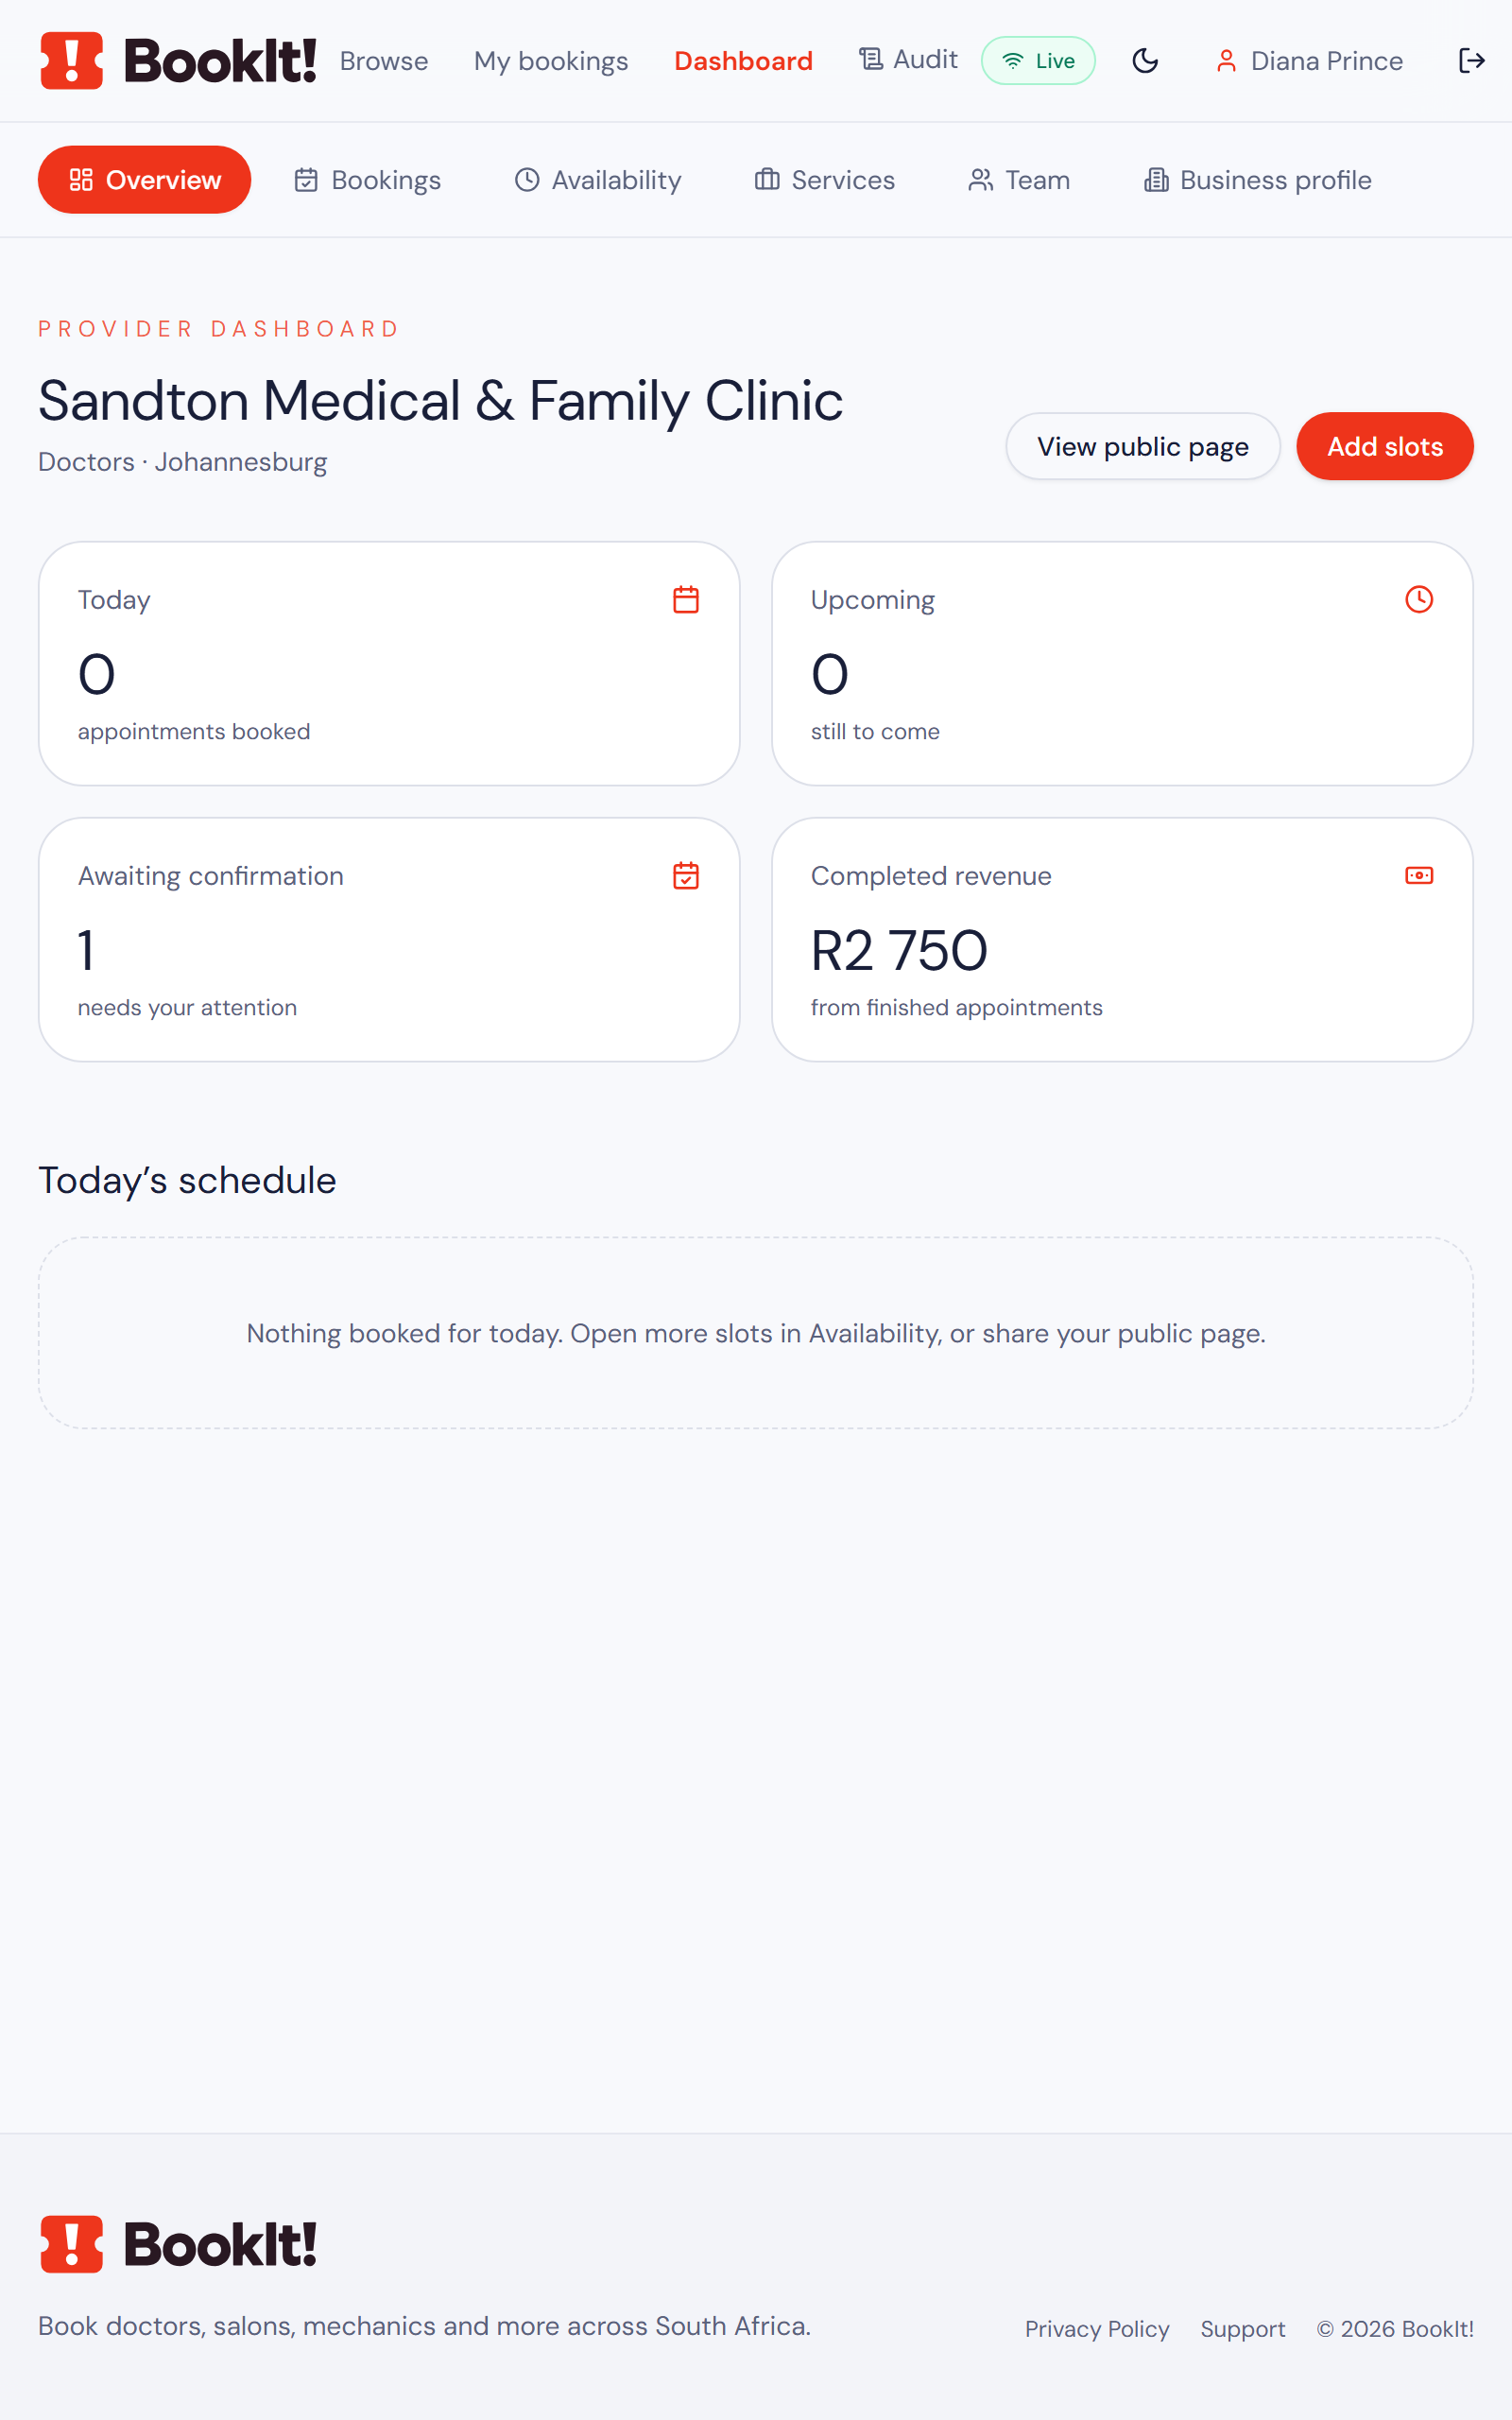 BookIt! Browse My bookings Dashboard Audit Live Diana Prince
Overview Bookings Availability Services Team Business profile
PROVIDER DASHBOARD
Sandton Medical & Family Clinic
Doctors · Johannesburg
View public page Add slots
Today
0
appointments booked
Upcoming
0
still to come
Awaiting confirmation
1
needs your attention
Completed revenue
R2 750
from finished appointments
Today’s schedule
Nothing booked for today. Open more slots in Availability, or share your public page.
BookIt!
Book doctors, salons, mechanics and more across South Africa.
Privacy Policy Support © 2026 BookIt!